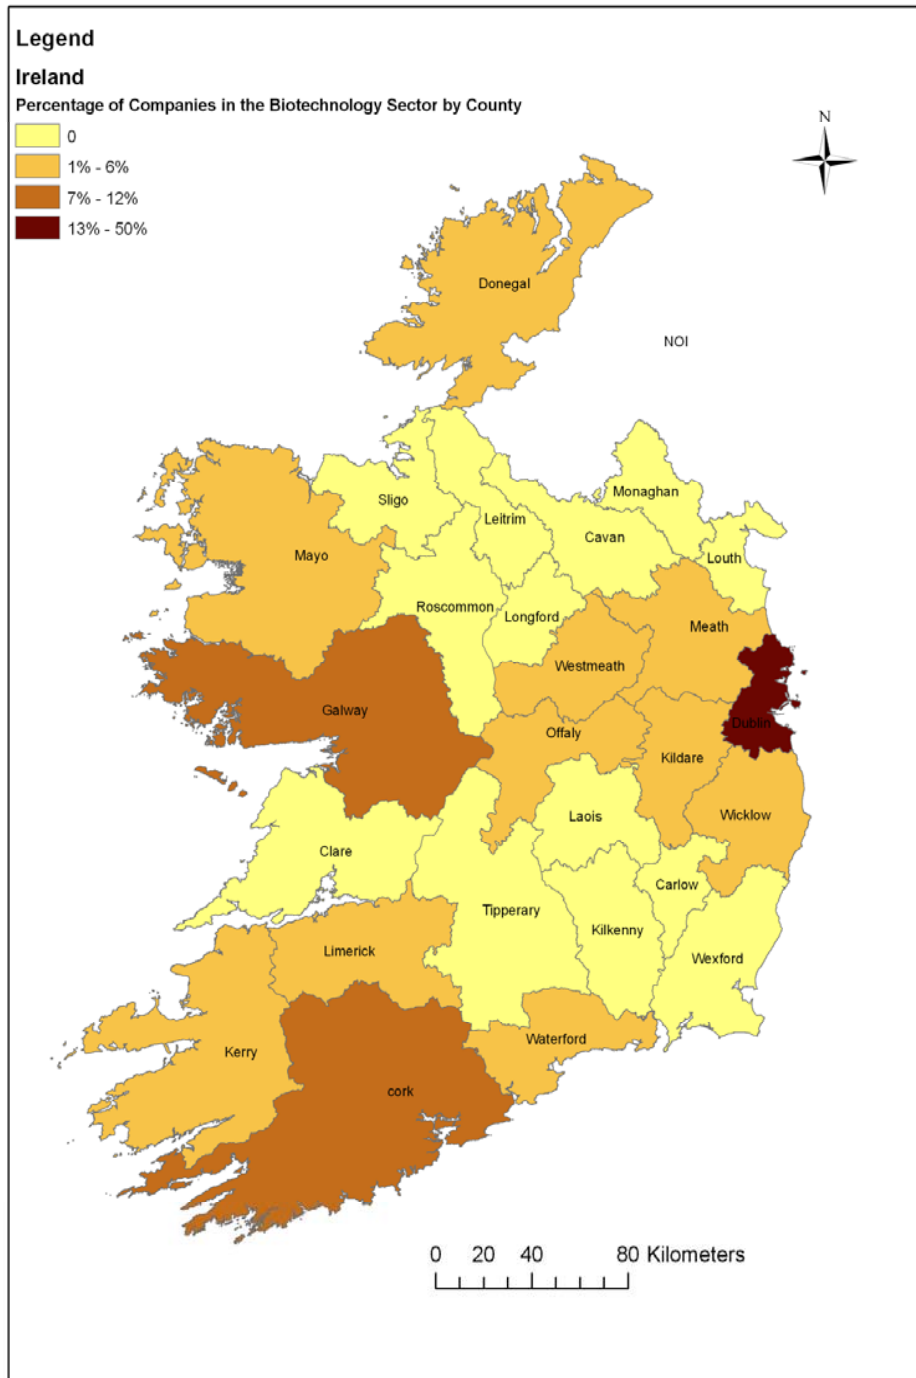 Legend
Ireland
Percentage of Companies in the Biotechnology Sector by County
0
1% - 6%
7% - 12%
13% - 50%
N
Donegal
NOI
Monaghan
Sligo
Leitrim
Cavan
Mayo
Louth
Roscommon
Longford
Meath
Westmeath
Galway
Dublin
Offaly
Kildare
Wicklow
Laois
Clare
Carlow
Tipperary
Kilkenny
Limerick
Wexford
Waterford
Kerry
cork
0 20 40 80 Kilometers